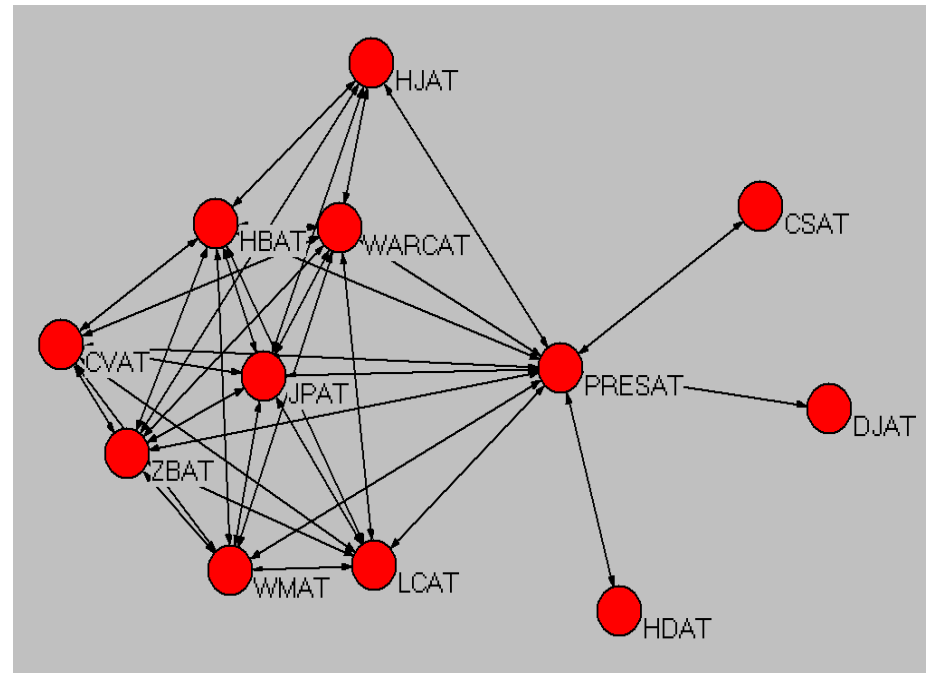 HJAT
CSAT
HBAT
WARCAT
CVAT
JPAT
PRESAT
DJAT
ZBAT
WMAT
LCAT
HDAT